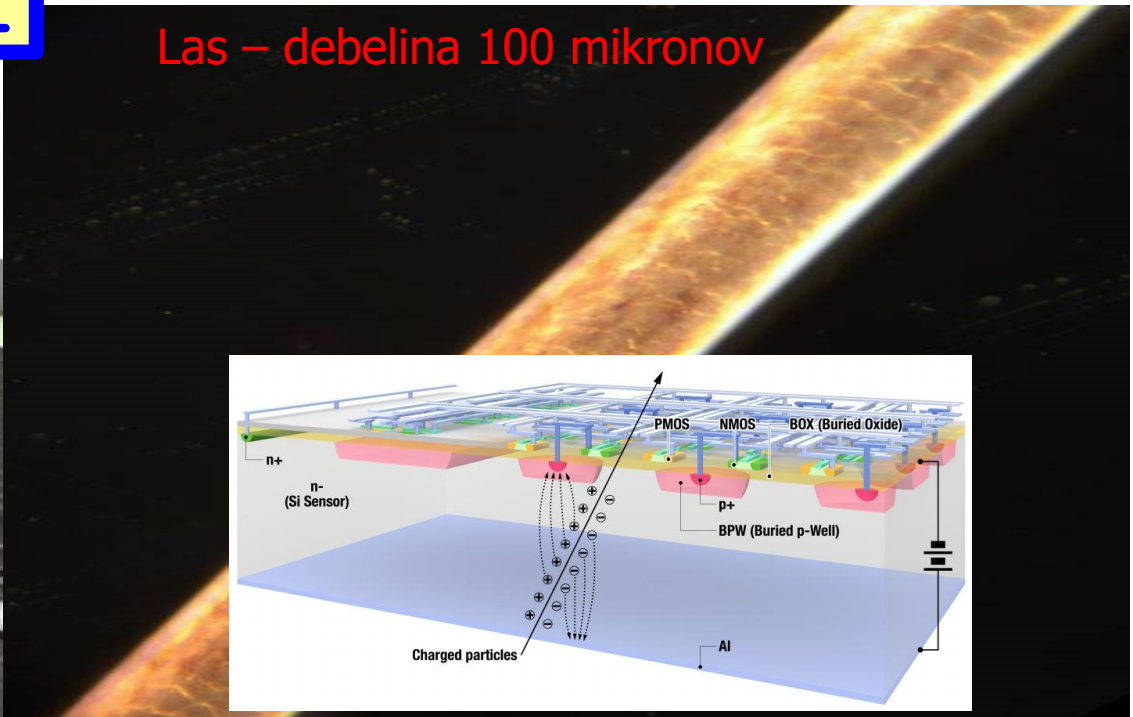 Las – debelina 100 mikronov
PMOS NMOS BOX (Buried Oxide)
n+
n-
(Si Sensor)
p+
BPW (Buried p-Well)
Al
Charged particles